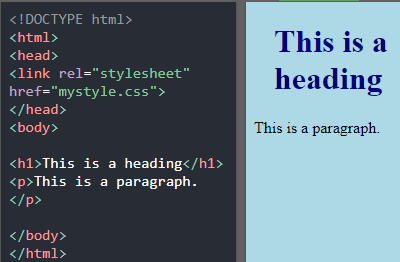 <!DOCTYPE html>
<html>
<head>
<link rel="stylesheet"
href="mystyle.css">
</head>
<body>
<h1>This is a heading</h1>
<p>This is a paragraph.
</p>
</body>
</html>
This is a
heading
This is a paragraph.